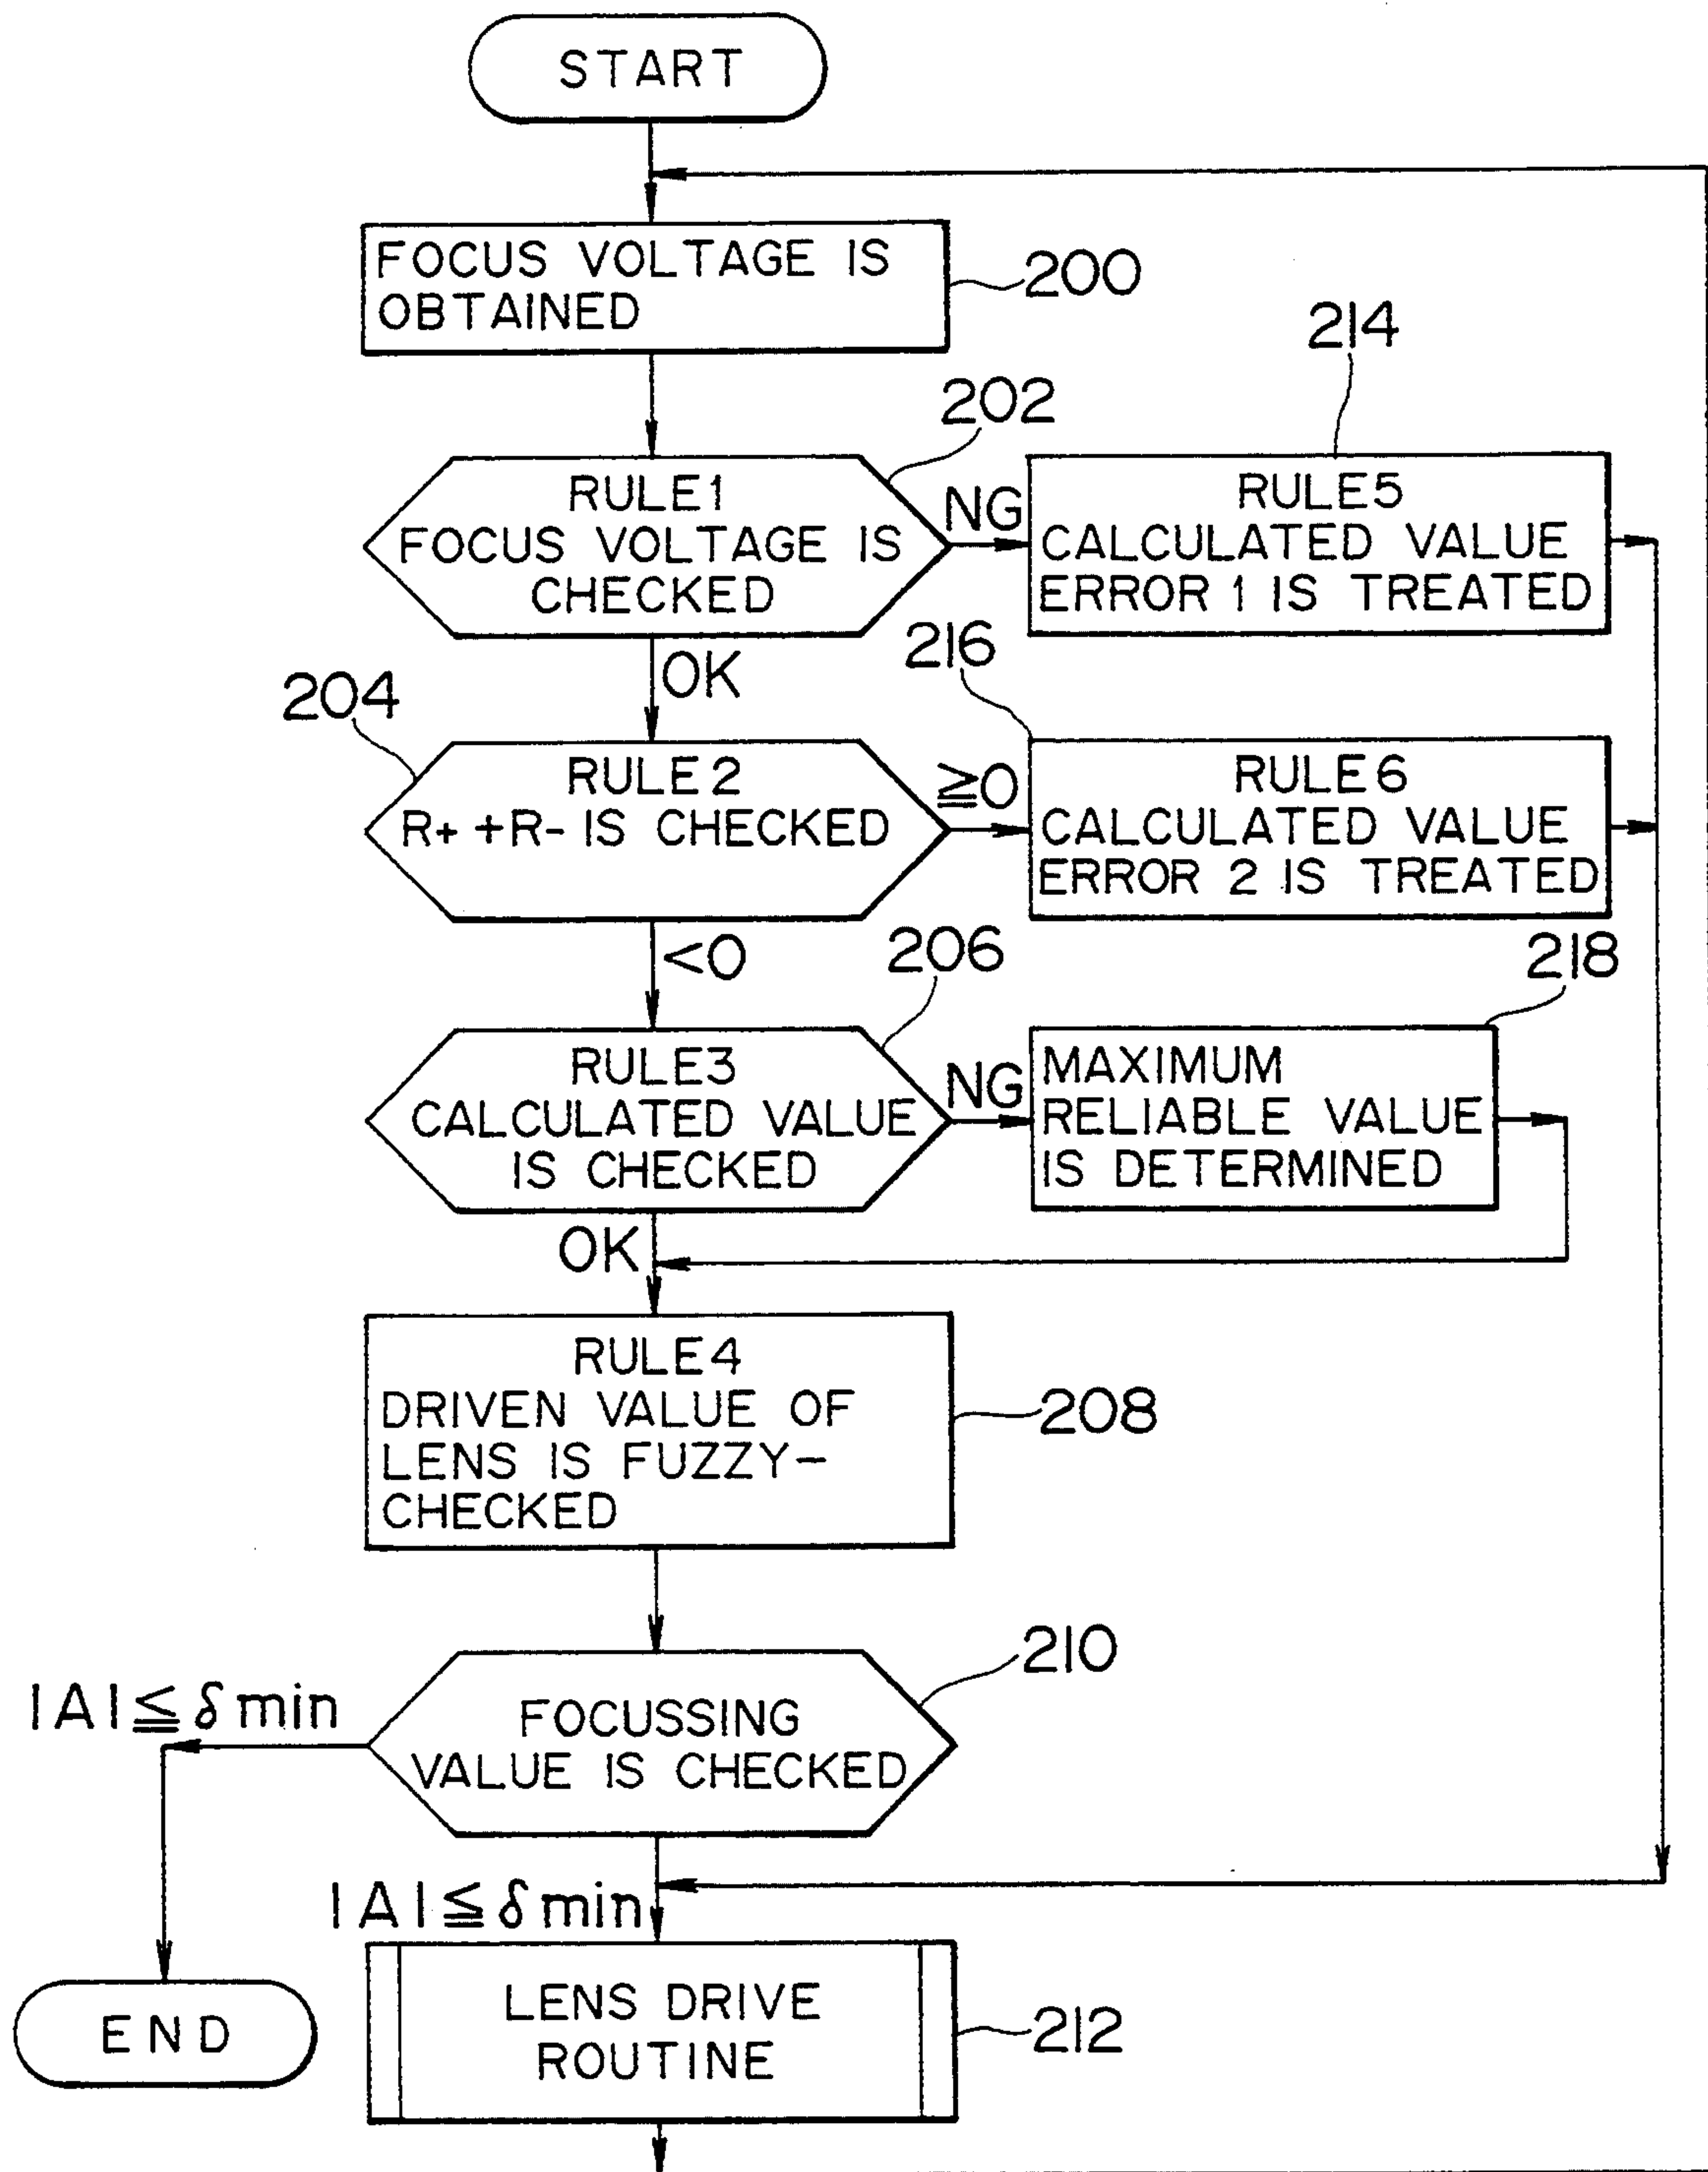 START
FOCUS VOLTAGE IS
OBTAINED
200
214
202
RULE1
FOCUS VOLTAGE IS
CHECKED
NG
RULE5
CALCULATED VALUE
ERROR 1 IS TREATED
OK
216
204
RULE2
R+ +R- IS CHECKED
≧0
RULE6
CALCULATED VALUE
ERROR 2 IS TREATED
<0
206
218
RULE3
CALCULATED VALUE
IS CHECKED
NG
MAXIMUM
RELIABLE VALUE
IS DETERMINED
OK
RULE4
DRIVEN VALUE OF
LENS IS FUZZY-
CHECKED
208
210
|A|≦δmin
FOCUSSING
VALUE IS CHECKED
|A|≦δmin
END
LENS DRIVE
ROUTINE
212